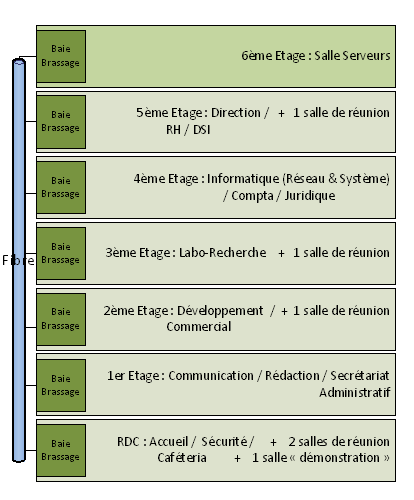 Baie
Brassage
6ème Etage : Salle Serveurs
Baie
Brassage
5ème Etage : Direction / + 1 salle de réunion
RH / DSI
Baie
Brassage
4ème Etage : Informatique (Réseau & Système)
/ Compta / Juridique
Baie
Brassage
3ème Etage : Labo-Recherche + 1 salle de réunion
Fibre
Baie
Brassage
2ème Etage : Développement / + 1 salle de réunion
Commercial
Baie
Brassage
1er Etage : Communication / Rédaction / Secrétariat
Administratif
Baie
Brassage
RDC : Accueil / Sécurité / + 2 salles de réunion
Caféteria + 1 salle « démonstration »